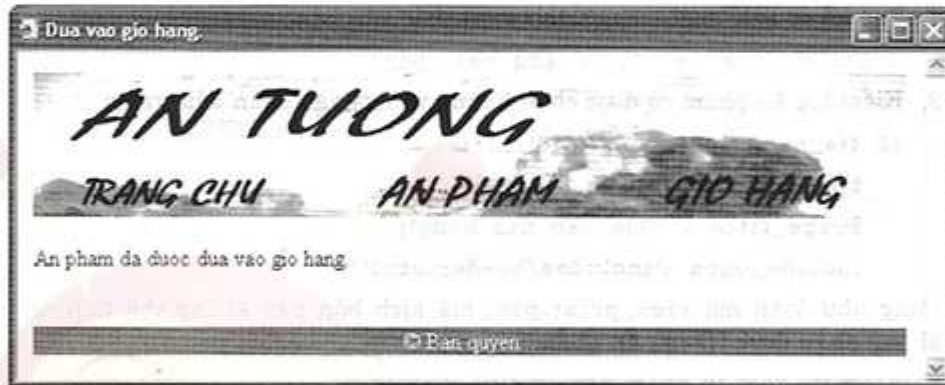 Dua vao gio hang.
AN TUONG
TRANG CHU AN PHAM GIO HANG
An pham da duoc dua vao gio hang
© Ban quyen ...